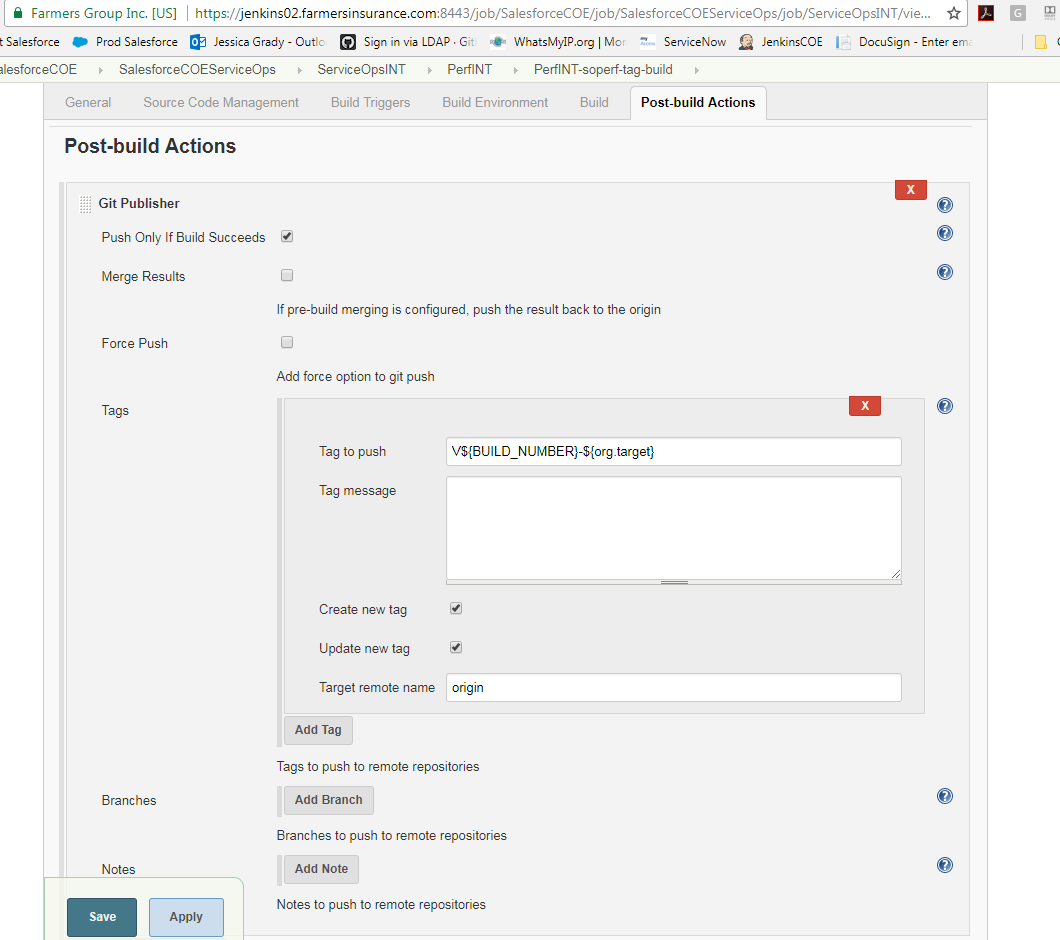 Farmers Group Inc. [US] https://jenkins02.farmersinsurance.com:8443/job/SalesforceCOE/job/SalesforceCOEServiceOps/job/ServiceOpsINT/vie...
t Salesforce Prod Salesforce Jessica Grady - Outlo Sign in via LDAP · Git WhatsMyIP.org | Mor ServiceNow JenkinsCOE DocuSign - Enter ema
alesforceCOE SalesforceCOEServiceOps ServiceOpsINT PerfINT PerfINT-soperf-tag-build
General Source Code Management Build Triggers Build Environment Build Post-build Actions
Post-build Actions
X
Git Publisher
Push Only If Build Succeeds
Merge Results
If pre-build merging is configured, push the result back to the origin
Force Push
Add force option to git push
Tags
X
Tag to push V${BUILD_NUMBER}-${org.target}
Tag message
Create new tag
Update new tag
Target remote name origin
Add Tag
Tags to push to remote repositories
Branches Add Branch
Branches to push to remote repositories
Notes Add Note
Notes to push to remote repositories
Save Apply